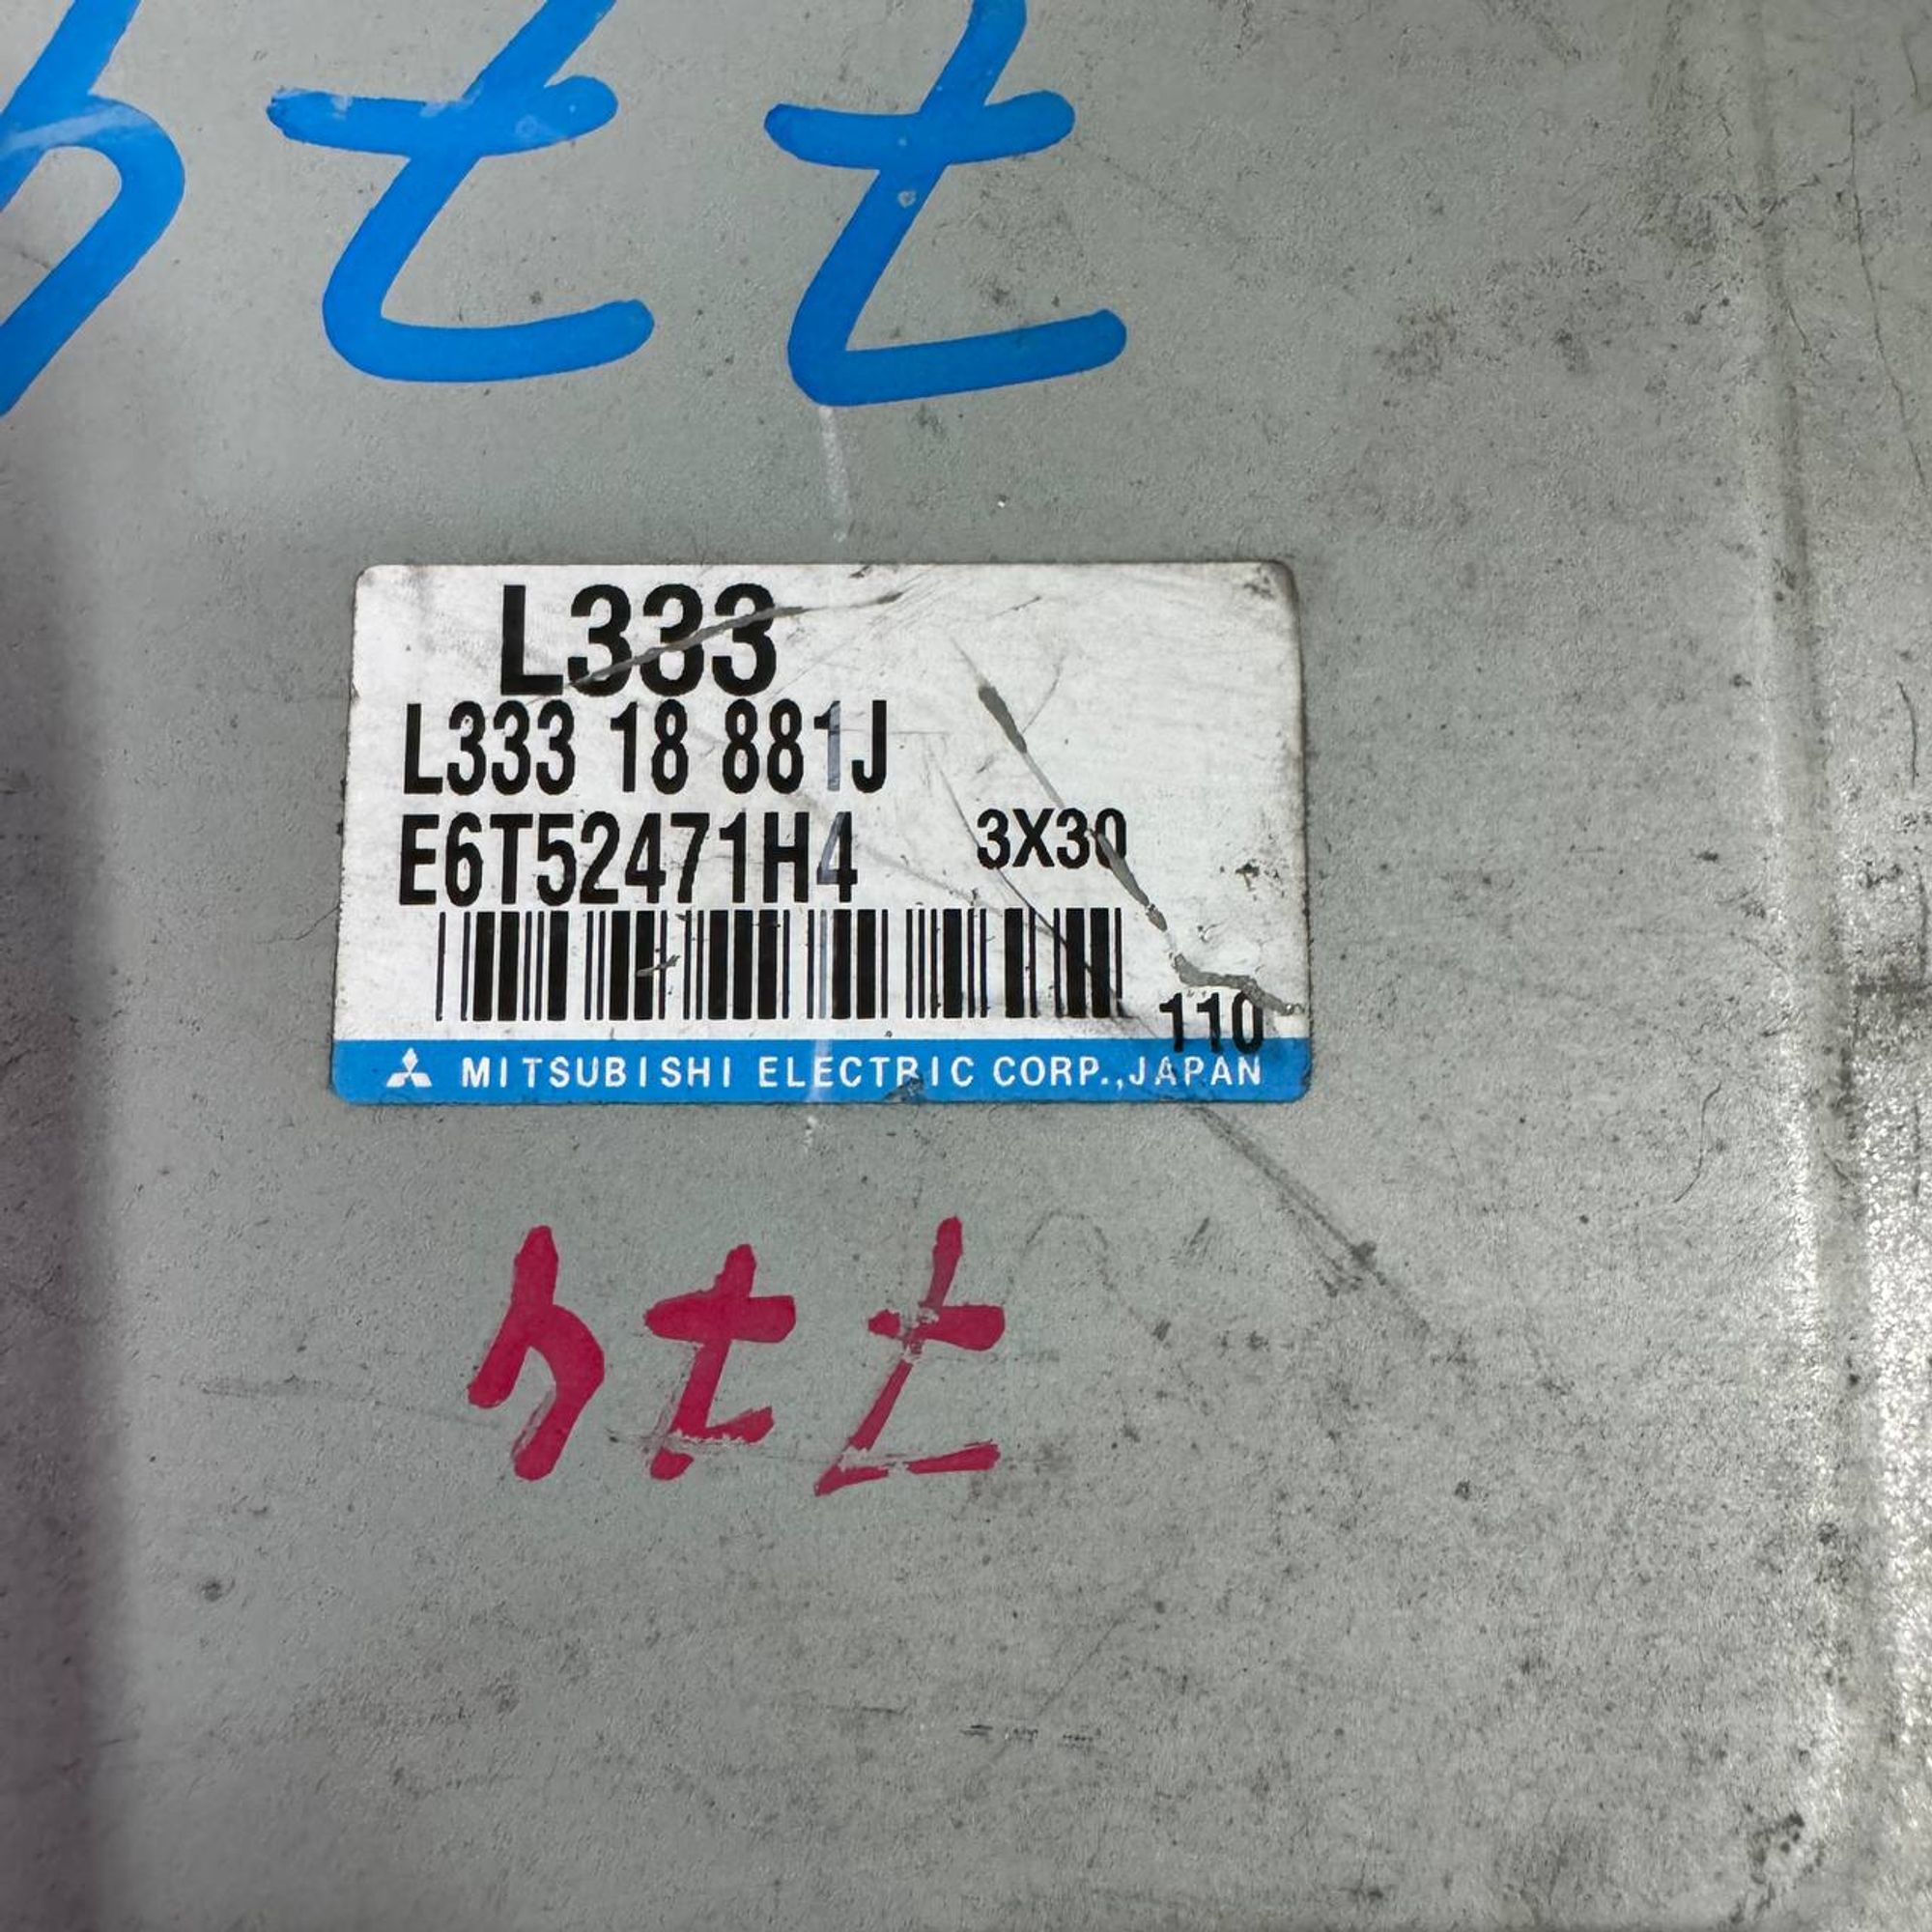 L333
L333 18 881J
E6T52471H4 3X30
110
MITSUBISHI ELECTRIC CORP.,JAPAN